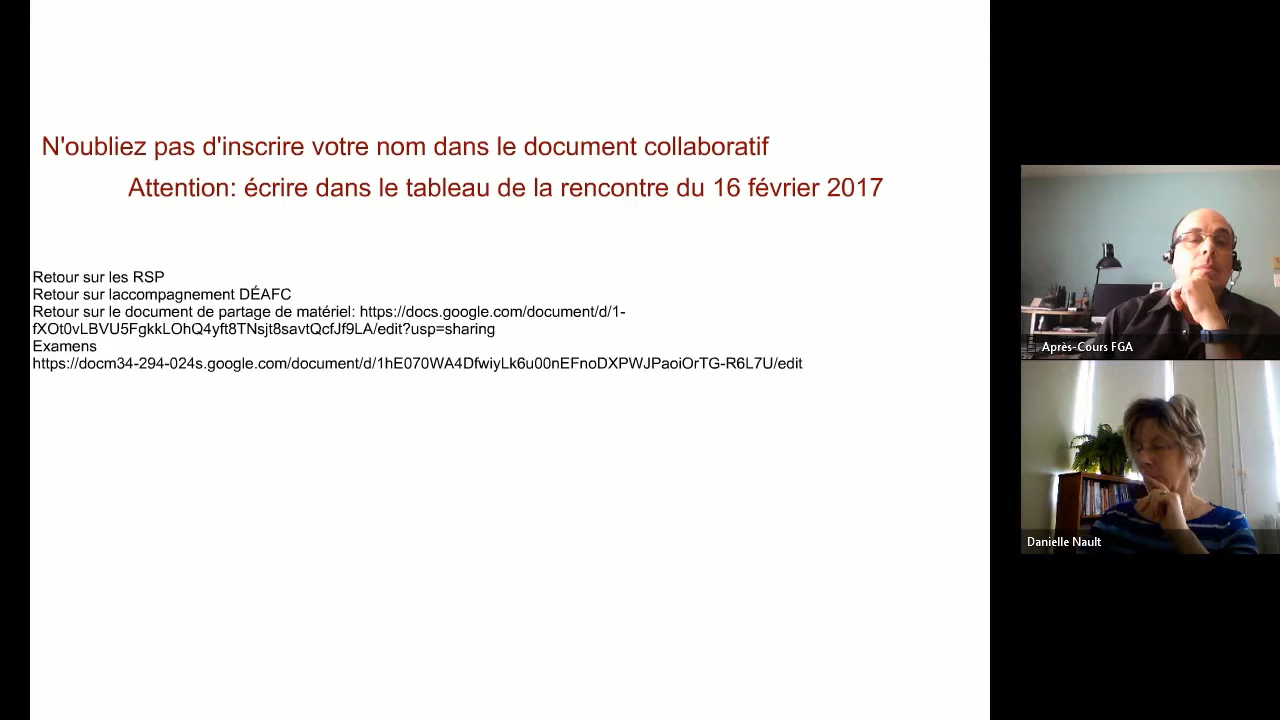 N'oubliez pas d'inscrire votre nom dans le document collaboratif
Attention: écrire dans le tableau de la rencontre du 16 février 2017
Retour sur les RSP
Retour sur laccompagnement DÉAFC
Retour sur le document de partage de matériel: https://docs.google.com/document/d/1-
fXOt0vLBVU5FgkkLOhQ4yft8TNsjt8savtQcfJf9LA/edit?usp=sharing
Examens
https://docm34-294-024s.google.com/document/d/1hE070WA4DfwiyLk6u00nEFnoDXPWJPaoiOrTG-R6L7U/edit
Après-Cours FGA
Danielle Nault